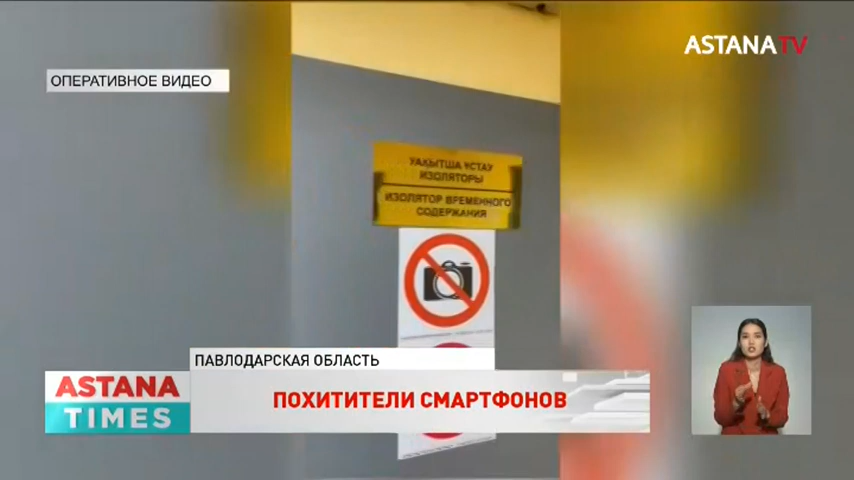 ASTANATV
ОПЕРАТИВНОЕ ВИДЕО
УАҚЫТША ҰСТАУ
ИЗОЛЯТОРЫ
ИЗОЛЯТОР ВРЕМЕННОГО
СОДЕРЖАНИЯ
ПАВЛОДАРСКАЯ ОБЛАСТЬ
ASTANA
TIMES
ПОХИТИТЕЛИ СМАРТФОНОВ